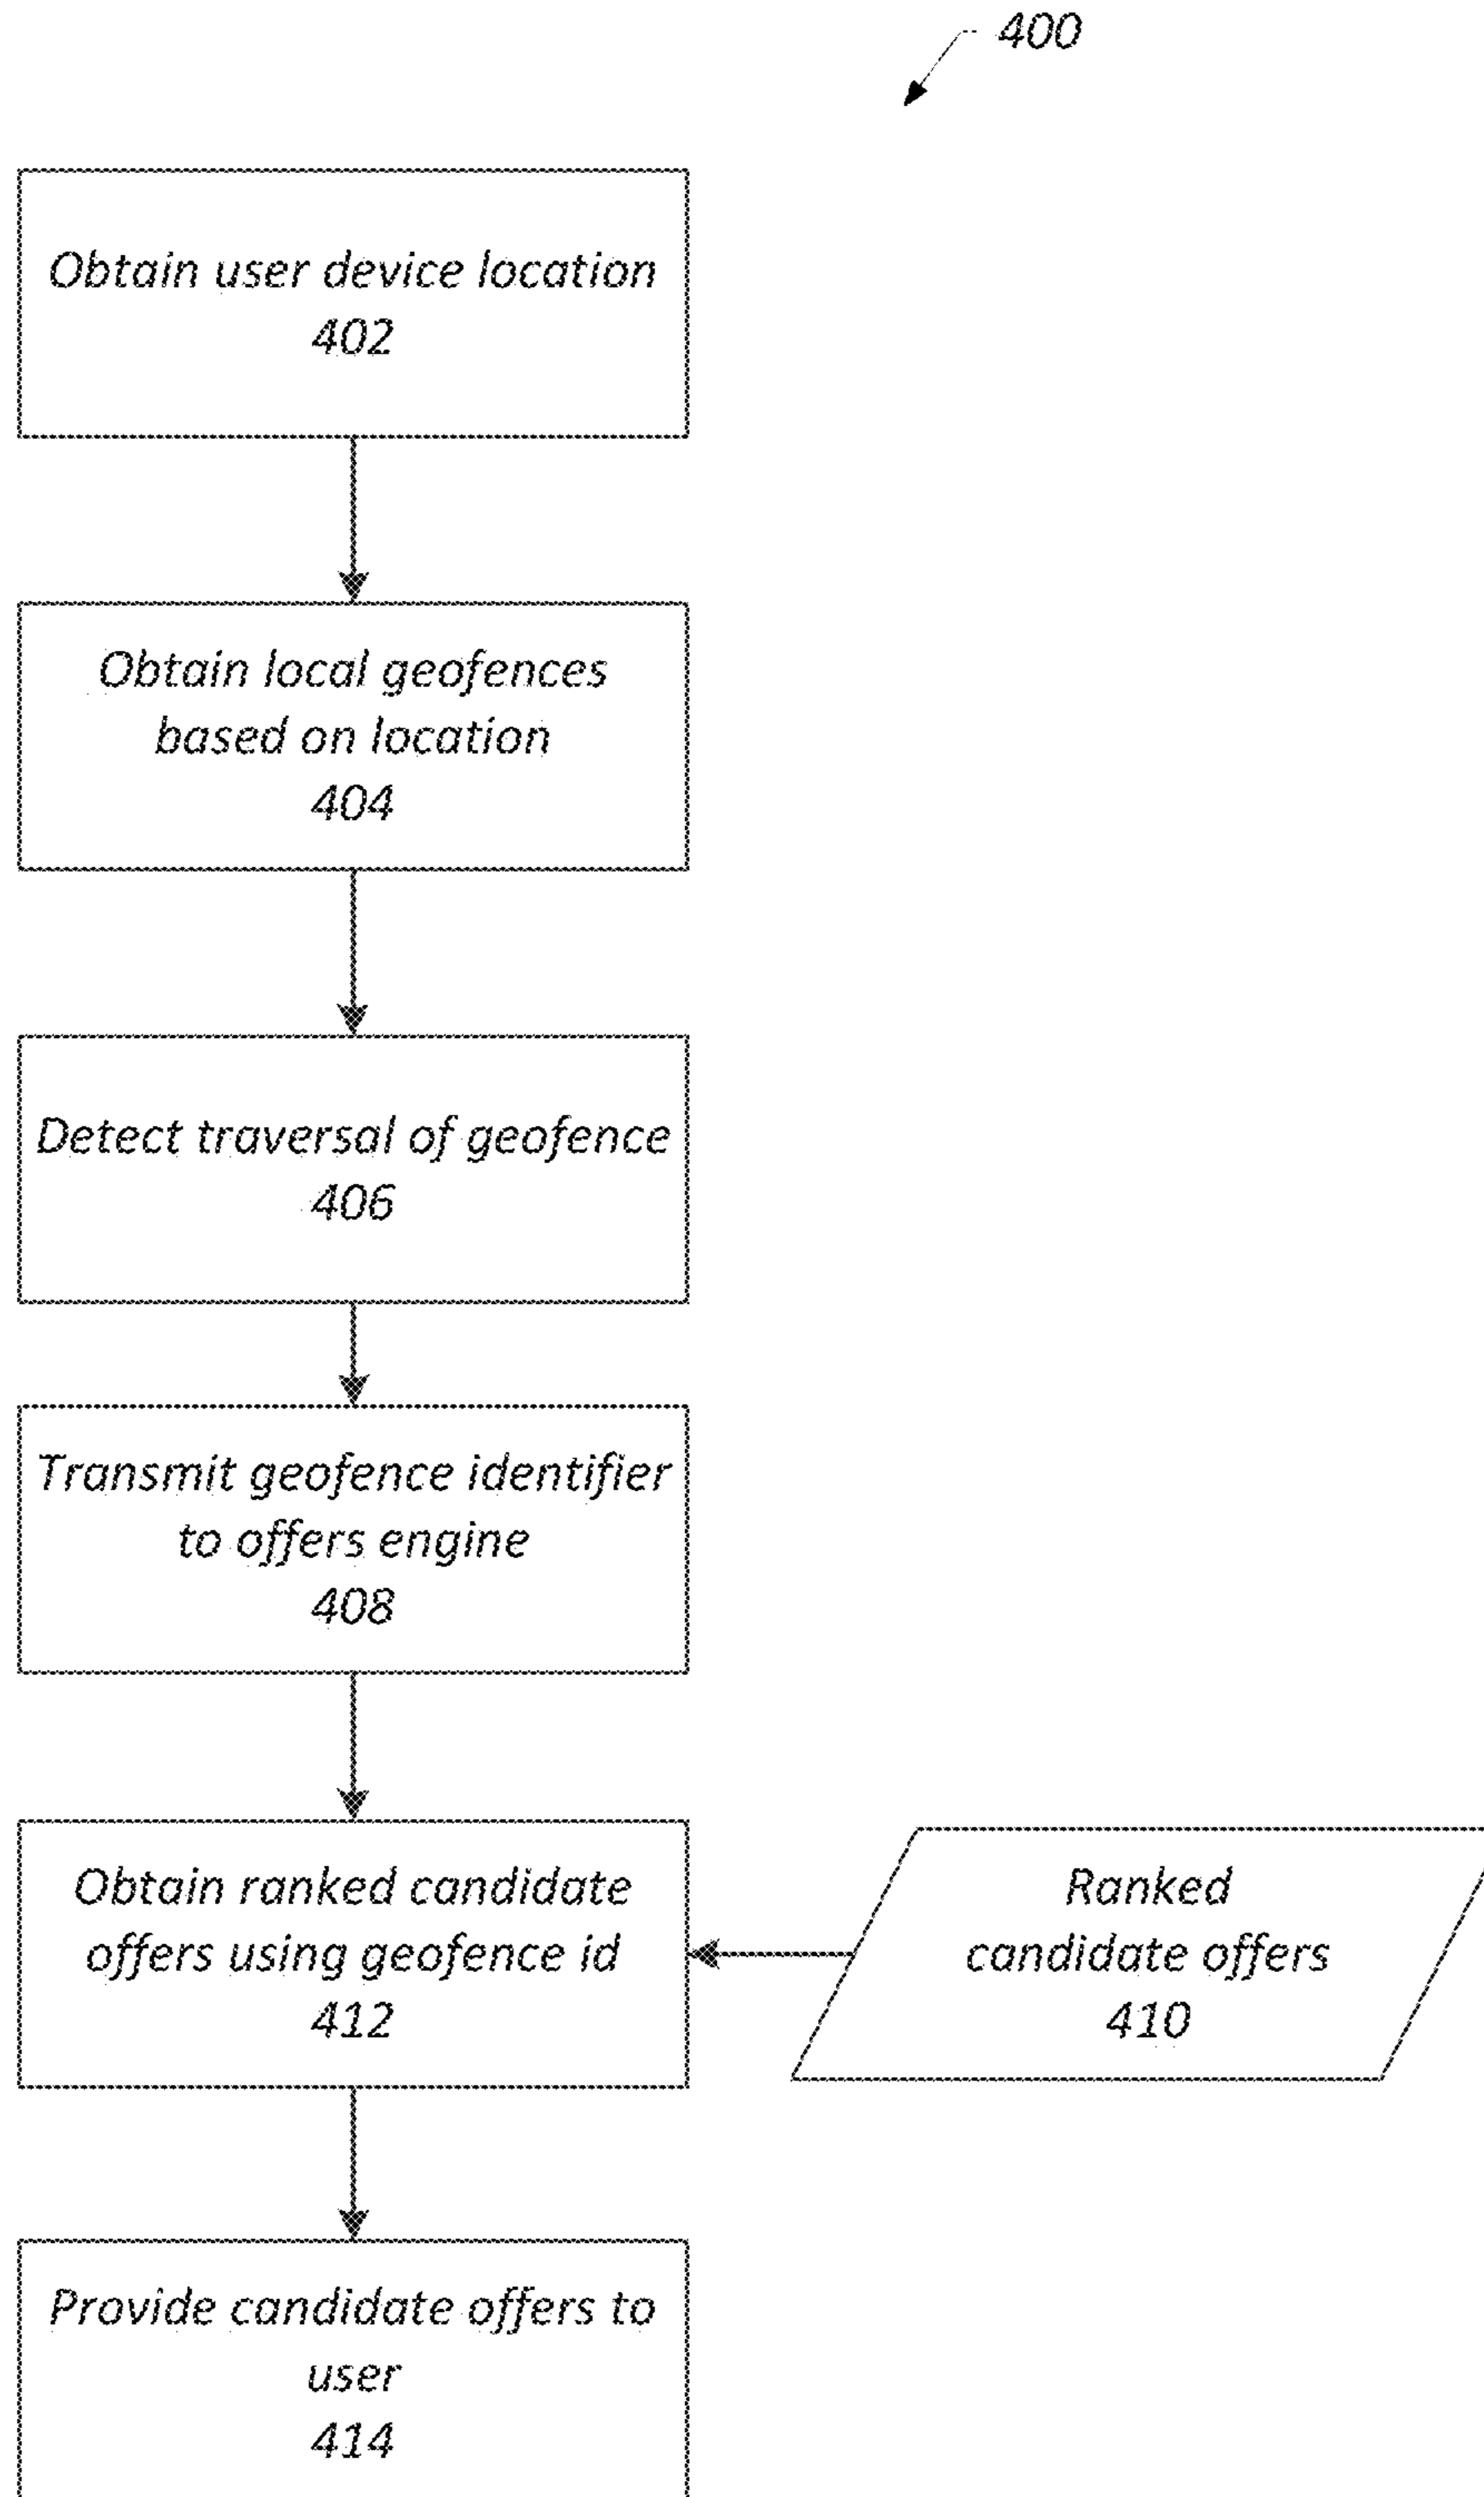 400
Obtain user device location
402
Obtain local geofences
based on location
404
Detect traversal of geofence
406
Transmit geofence identifier
to offers engine
408
Obtain ranked candidate
offers using geofence id
412
Ranked
candidate offers
410
Provide candidate offers to
user
414